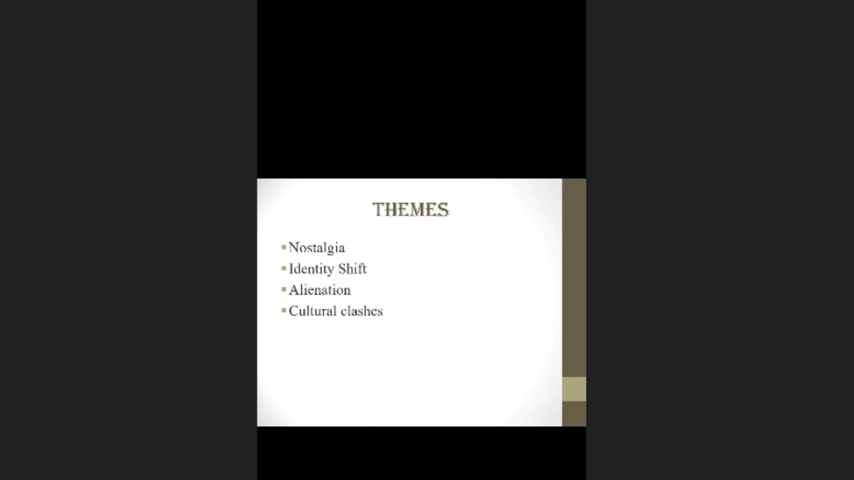 THEMES
Nostalgia
Identity Shift
Alienation
Cultural clashes